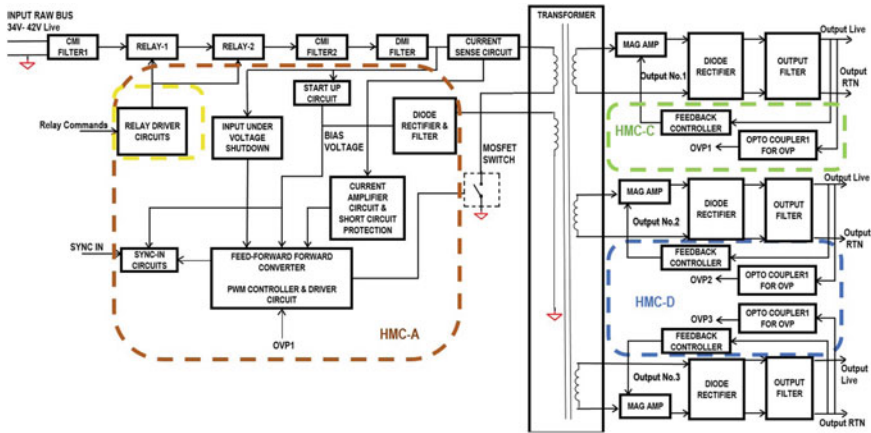 INPUT RAW BUS
34V- 42V Live
CMI
FILTER1
RELAY-1
RELAY-2
CMI
FILTER2
DMI
FILTER
CURRENT
SENSE CIRCUIT
TRANSFORMER
MAG AMP
DIODE
RECTIFIER
OUTPUT
FILTER
Output Live
Output
RTN
Output No.1
START UP
CIRCUIT
Relay Commands
RELAY DRIVER
CIRCUITS
INPUT UNDER
VOLTAGE
SHUTDOWN
BIAS
VOLTAGE
DIODE
RECTIFIER &
FILTER
MOSFET
SWITCH
HMC-C
FEEDBACK
CONTROLLER
OVP1
OPTO COUPLER1
FOR OVP
CURRENT
AMPLIFIER
CIRCUIT &
SHORT CIRCUIT
PROTECTION
MAG AMP
DIODE
RECTIFIER
OUTPUT
FILTER
Output Live
Output
RTN
Output No.2
SYNC IN
SYNC-IN
CIRCUITS
FEED-FORWARD FORWARD
CONVERTER
PWM CONTROLLER & DRIVER
CIRCUIT
HMC-A
OVP1
FEEDBACK
CONTROLLER
OVP2
OPTO COUPLER1
FOR OVP
HMC-D
OVP3
OPTO COUPLER1
FOR OVP
FEEDBACK
CONTROLLER
Output No.3
MAG AMP
DIODE
RECTIFIER
OUTPUT
FILTER
Output
Live
Output RTN